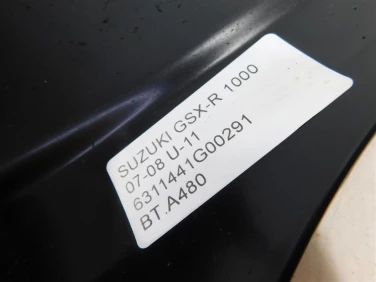 SUZUKI GSX-R 1000
07-08 U-11
6311441G00291
BT.A480